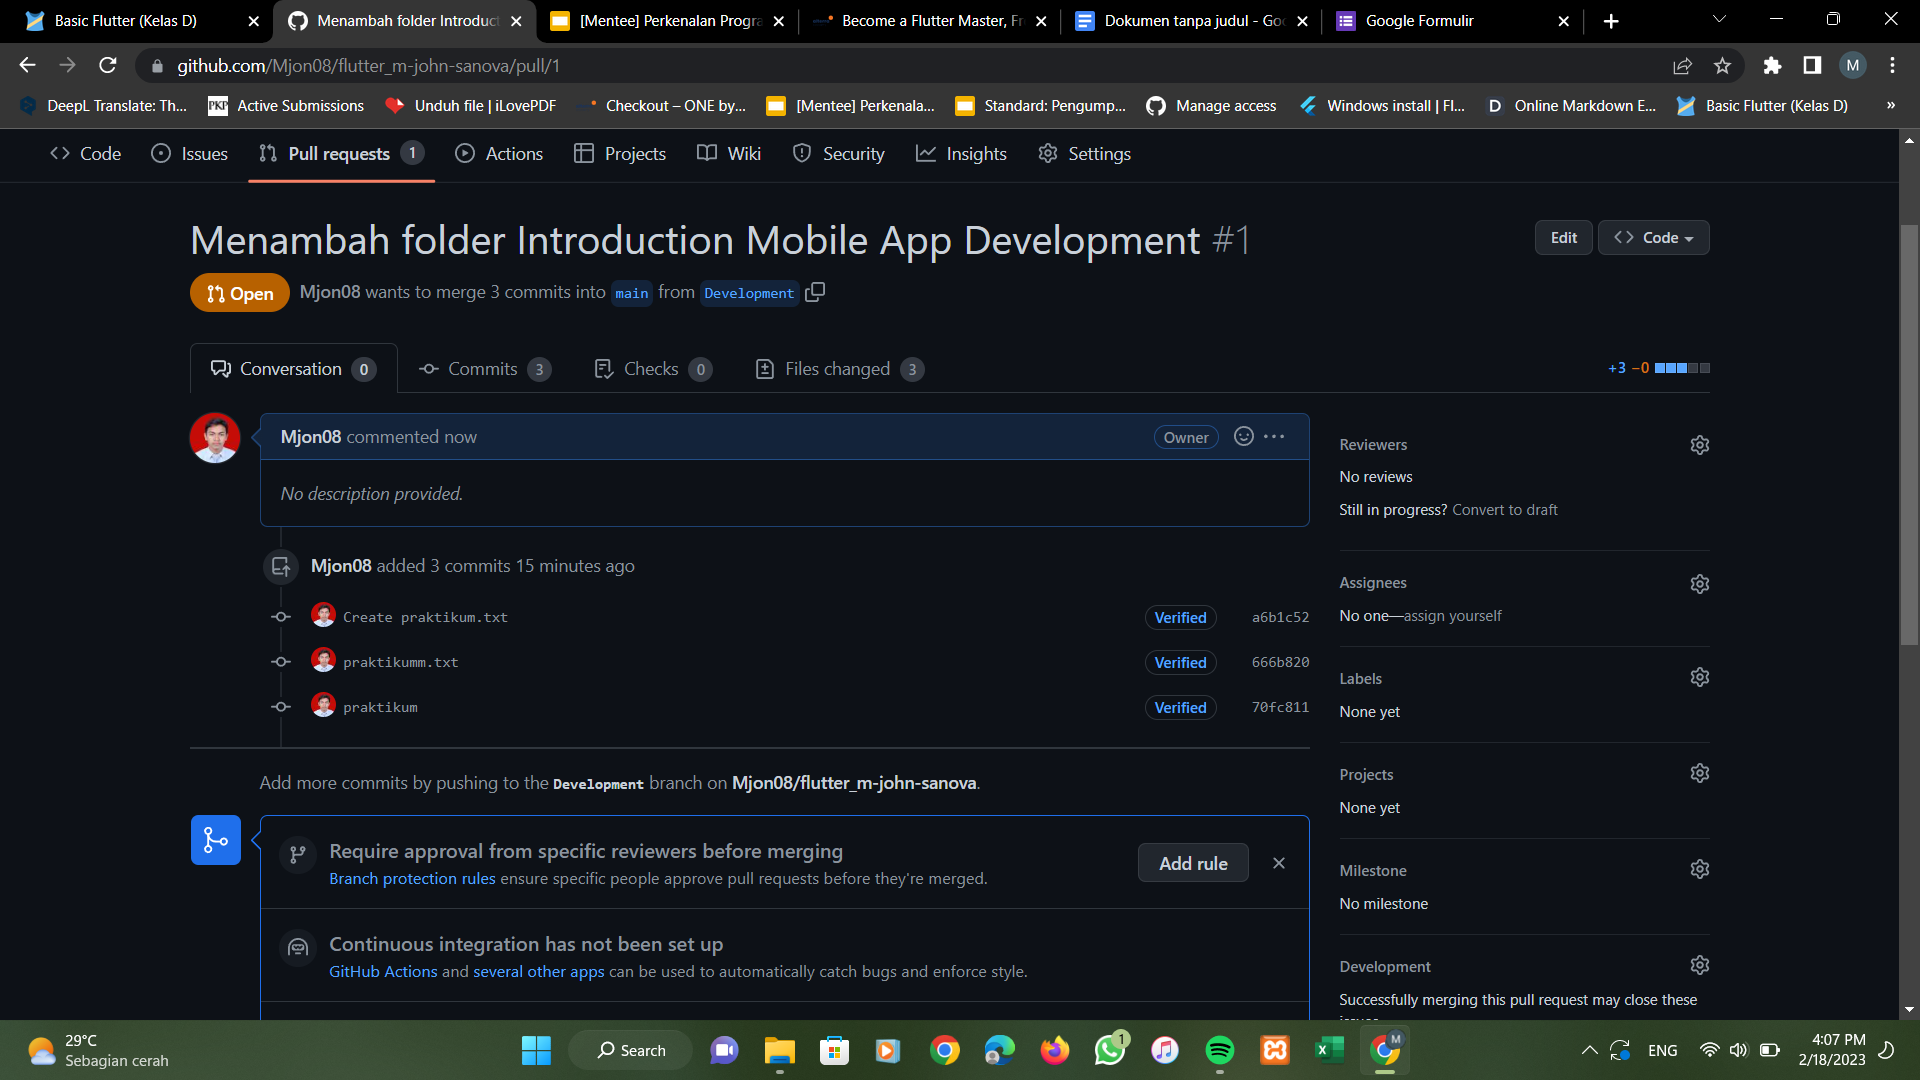 Basic Flutter (Kelas D)
Menambah folder Introduct
[Mentee] Perkenalan Progra
Become a Flutter Master, Fr
Dokumen tanpa judul - Goo
Google Formulir
github.com/Mjon08/flutter_m-john-sanova/pull/1
M
DeepL Translate: Th...
PKP Active Submissions
Unduh file | iLovePDF
Checkout – ONE by...
[Mentee] Perkenala...
Standard: Pengump...
Manage access
Windows install | Fl...
D Online Markdown E...
Basic Flutter (Kelas D)
»
Code
Issues
Pull requests 1
Actions
Projects
Wiki
Security
Insights
Settings
Menambah folder Introduction Mobile App Development #1
Edit
Code
Open
Mjon08 wants to merge 3 commits into main from Development
Conversation 0
Commits 3
Checks 0
Files changed 3
+3 −0
Mjon08 commented now
Owner
No description provided.
Mjon08 added 3 commits 15 minutes ago
Create praktikum.txt Verified a6b1c52
praktikumm.txt Verified 666b820
praktikum Verified 70fc811
Add more commits by pushing to the Development branch on Mjon08/flutter_m-john-sanova.
Require approval from specific reviewers before merging
Branch protection rules ensure specific people approve pull requests before they're merged.
Add rule
Continuous integration has not been set up
GitHub Actions and several other apps can be used to automatically catch bugs and enforce style.
Reviewers
No reviews
Still in progress? Convert to draft
Assignees
No one—assign yourself
Labels
None yet
Projects
None yet
Milestone
No milestone
Development
Successfully merging this pull request may close these
29°C
Sebagian cerah
Search
1
M
ENG
4:07 PM
2/18/2023